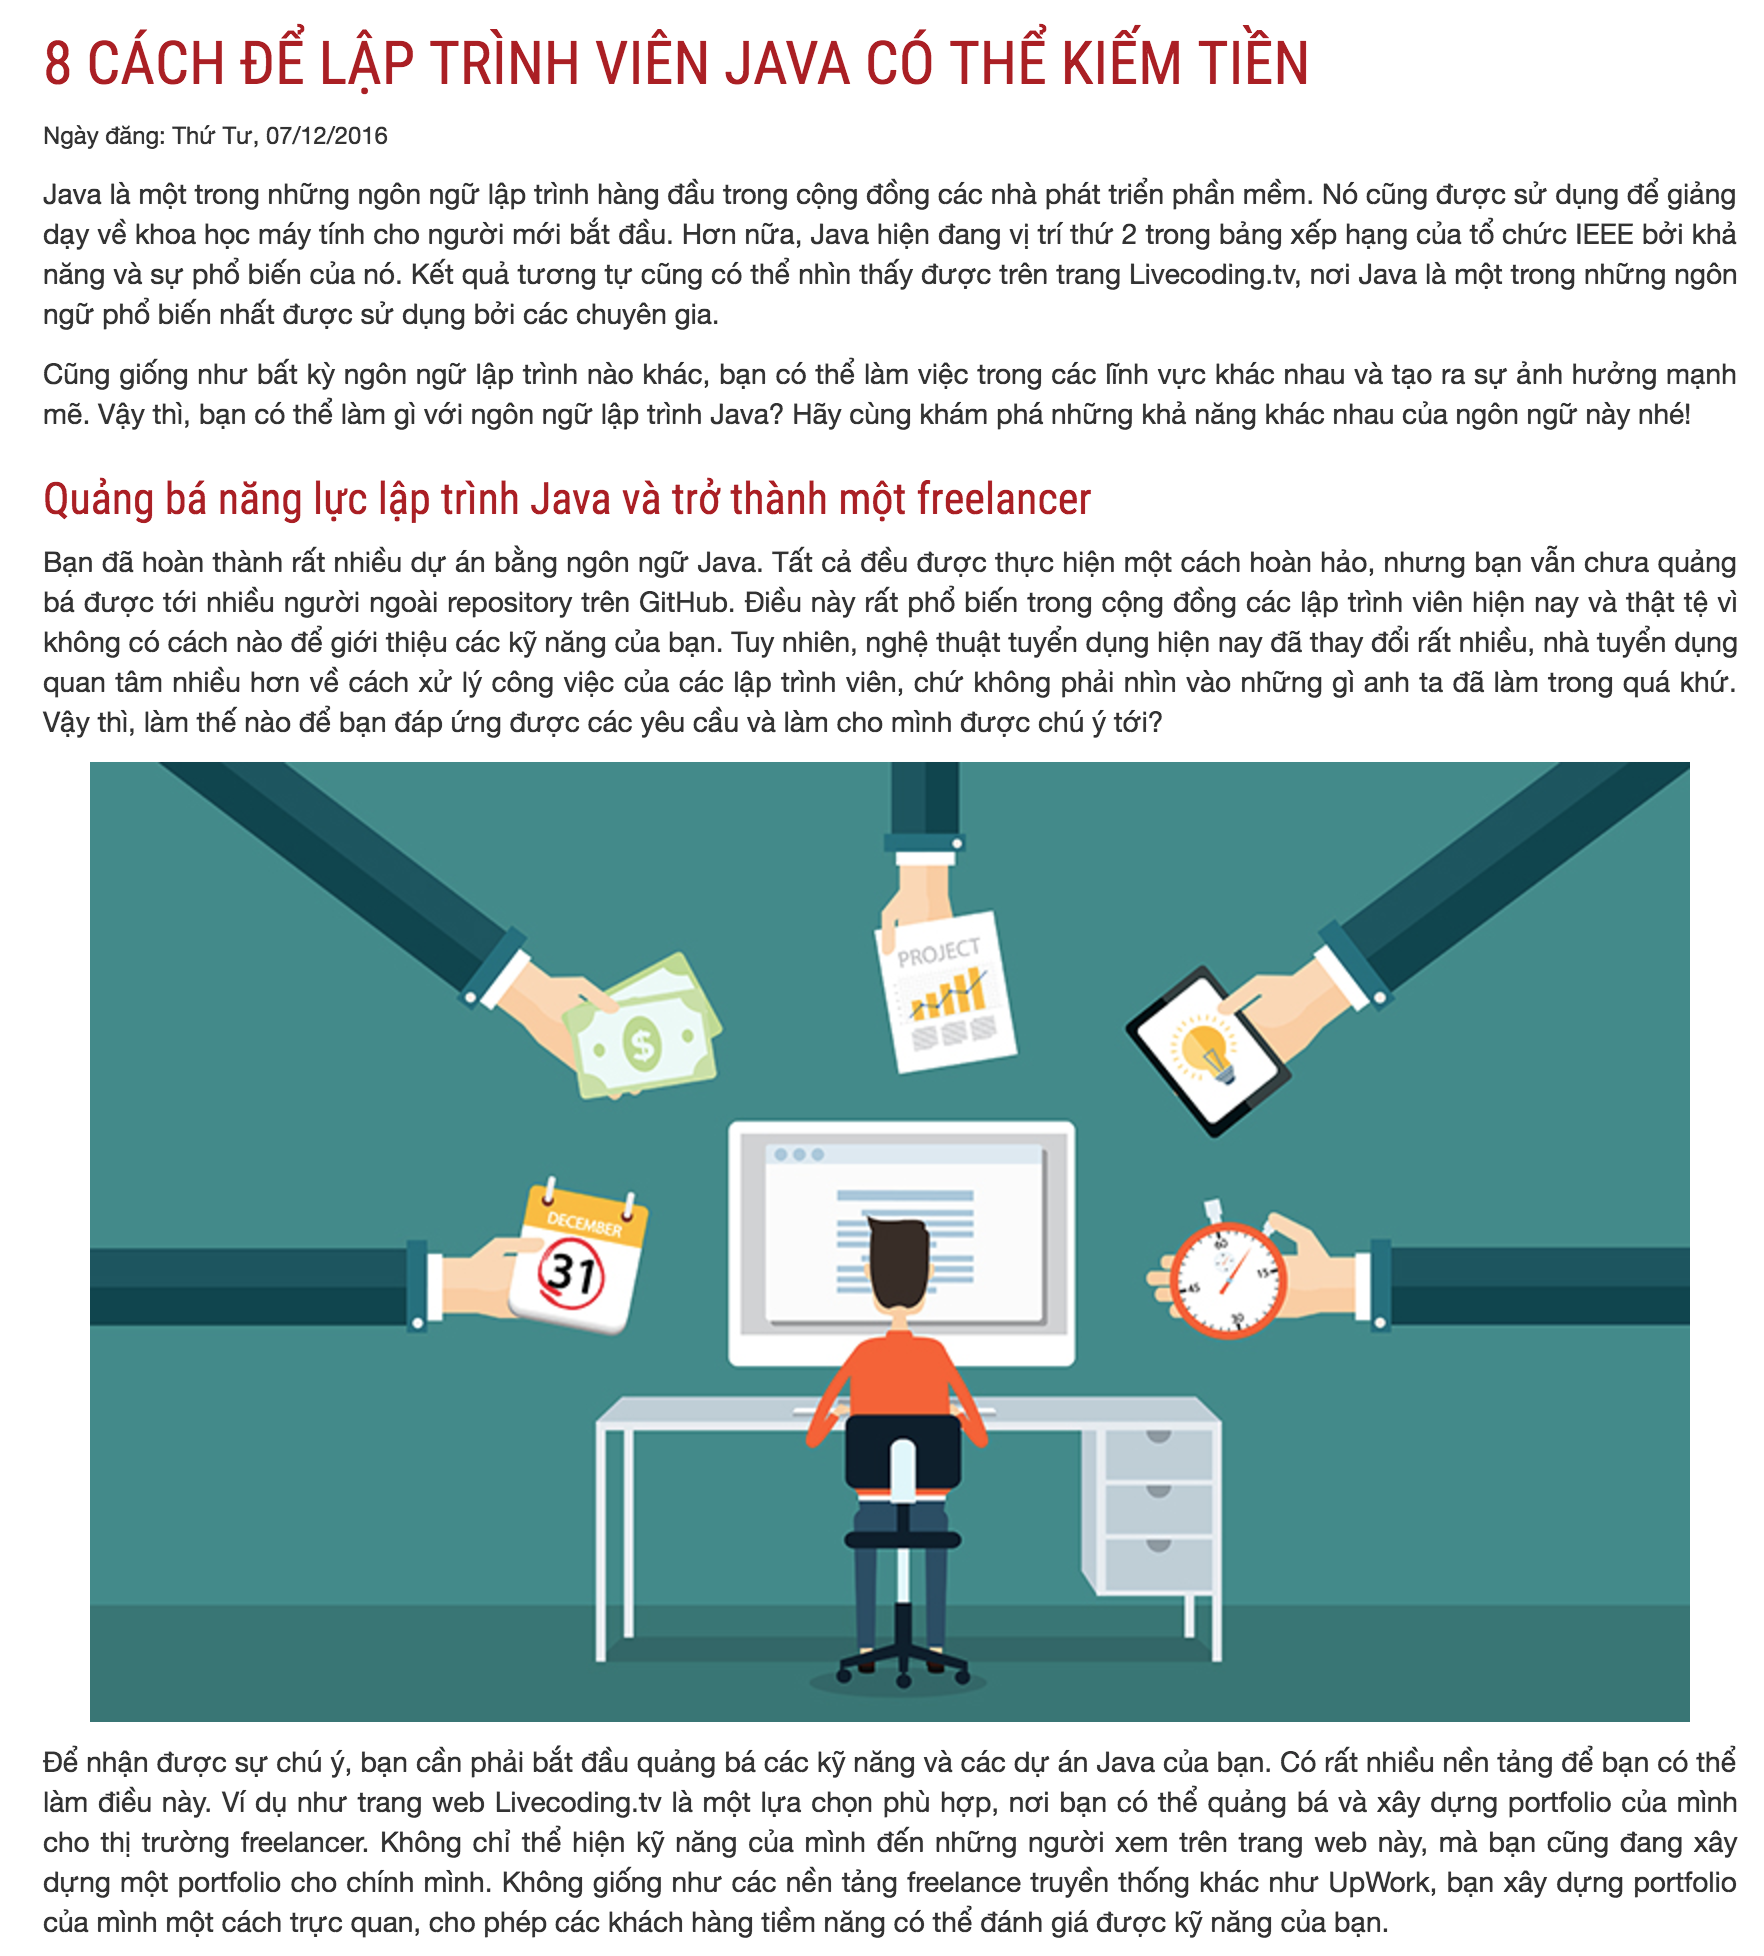 8 CÁCH ĐỂ LẬP TRÌNH VIÊN JAVA CÓ THỂ KIẾM TIỀN
Ngày đăng: Thứ Tư, 07/12/2016
Java là một trong những ngôn ngữ lập trình hàng đầu trong cộng đồng các nhà phát triển phần mềm. Nó cũng được sử dụng để giảng
dạy về khoa học máy tính cho người mới bắt đầu. Hơn nữa, Java hiện đang vị trí thứ 2 trong bảng xếp hạng của tổ chức IEEE bởi khả
năng và sự phổ biến của nó. Kết quả tương tự cũng có thể nhìn thấy được trên trang Livecoding.tv, nơi Java là một trong những ngôn
ngữ phổ biến nhất được sử dụng bởi các chuyên gia.
Cũng giống như bất kỳ ngôn ngữ lập trình nào khác, bạn có thể làm việc trong các lĩnh vực khác nhau và tạo ra sự ảnh hưởng mạnh
mẽ. Vậy thì, bạn có thể làm gì với ngôn ngữ lập trình Java? Hãy cùng khám phá những khả năng khác nhau của ngôn ngữ này nhé!
Quảng bá năng lực lập trình Java và trở thành một freelancer
Bạn đã hoàn thành rất nhiều dự án bằng ngôn ngữ Java. Tất cả đều được thực hiện một cách hoàn hảo, nhưng bạn vẫn chưa quảng
bá được tới nhiều người ngoài repository trên GitHub. Điều này rất phổ biến trong cộng đồng các lập trình viên hiện nay và thật tệ vì
không có cách nào để giới thiệu các kỹ năng của bạn. Tuy nhiên, nghệ thuật tuyển dụng hiện nay đã thay đổi rất nhiều, nhà tuyển dụng
quan tâm nhiều hơn về cách xử lý công việc của các lập trình viên, chứ không phải nhìn vào những gì anh ta đã làm trong quá khứ.
Vậy thì, làm thế nào để bạn đáp ứng được các yêu cầu và làm cho mình được chú ý tới?
PROJECT
$
DECEMBER
31
60
15
45
30
Để nhận được sự chú ý, bạn cần phải bắt đầu quảng bá các kỹ năng và các dự án Java của bạn. Có rất nhiều nền tảng để bạn có thể
làm điều này. Ví dụ như trang web Livecoding.tv là một lựa chọn phù hợp, nơi bạn có thể quảng bá và xây dựng portfolio của mình
cho thị trường freelancer. Không chỉ thể hiện kỹ năng của mình đến những người xem trên trang web này, mà bạn cũng đang xây
dựng một portfolio cho chính mình. Không giống như các nền tảng freelance truyền thống khác như UpWork, bạn xây dựng portfolio
của mình một cách trực quan, cho phép các khách hàng tiềm năng có thể đánh giá được kỹ năng của bạn.